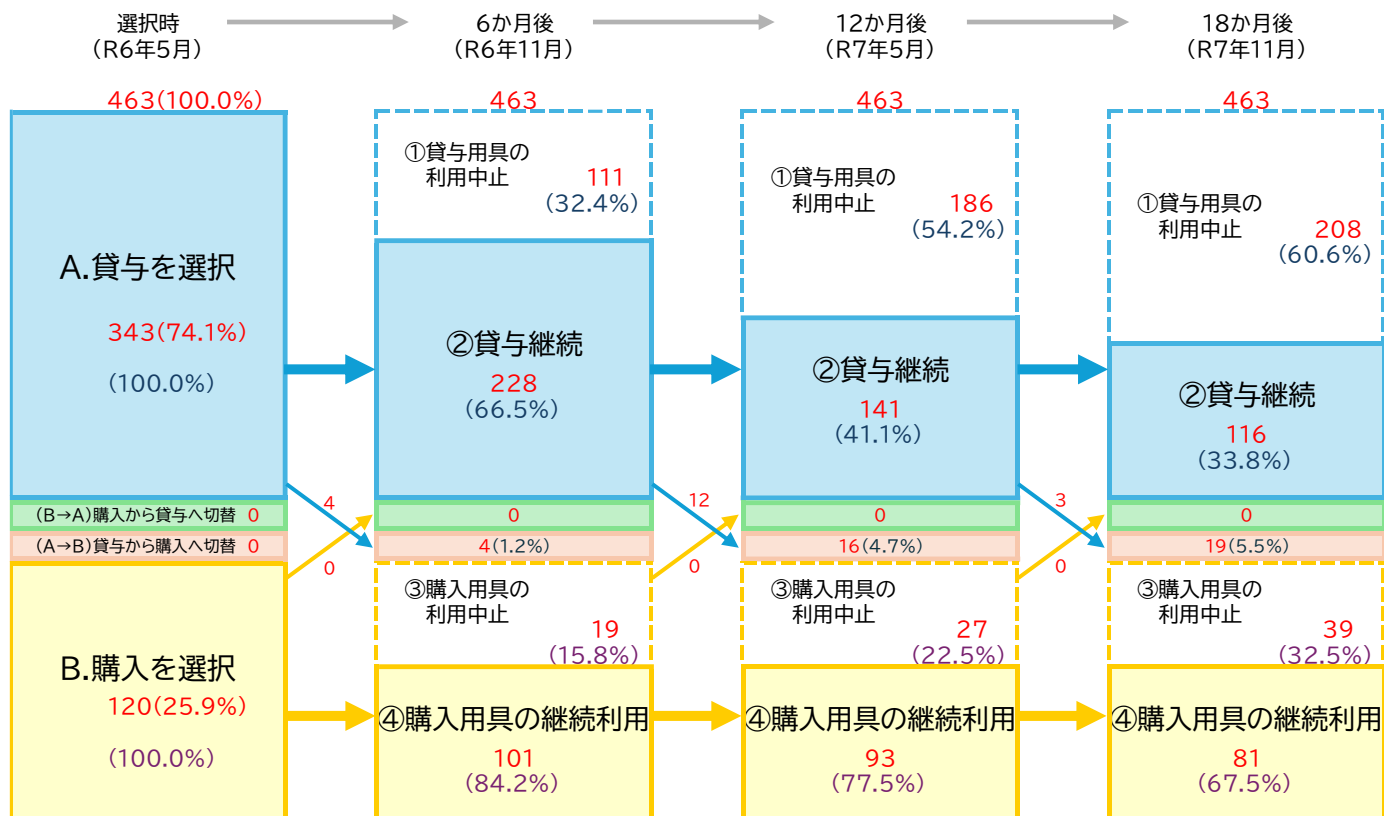 選択時
（R6年5月）
6か月後
（R6年11月）
12か月後
（R7年5月）
18か月後
（R7年11月）
463(100.0%)
463
463
463
A.貸与を選択
343(74.1%)
(100.0%)
①貸与用具の
利用中止
111
(32.4%)
②貸与継続
228
(66.5%)
①貸与用具の
利用中止
186
(54.2%)
②貸与継続
141
(41.1%)
①貸与用具の
利用中止
208
(60.6%)
②貸与継続
116
(33.8%)
(B→A)購入から貸与へ切替 0
4
0
12
0
3
0
(A→B)貸与から購入へ切替 0
0
4(1.2%)
0
16(4.7%)
0
19(5.5%)
B.購入を選択
120(25.9%)
(100.0%)
③購入用具の
利用中止
19
(15.8%)
④購入用具の継続利用
101
(84.2%)
③購入用具の
利用中止
27
(22.5%)
④購入用具の継続利用
93
(77.5%)
③購入用具の
利用中止
39
(32.5%)
④購入用具の継続利用
81
(67.5%)